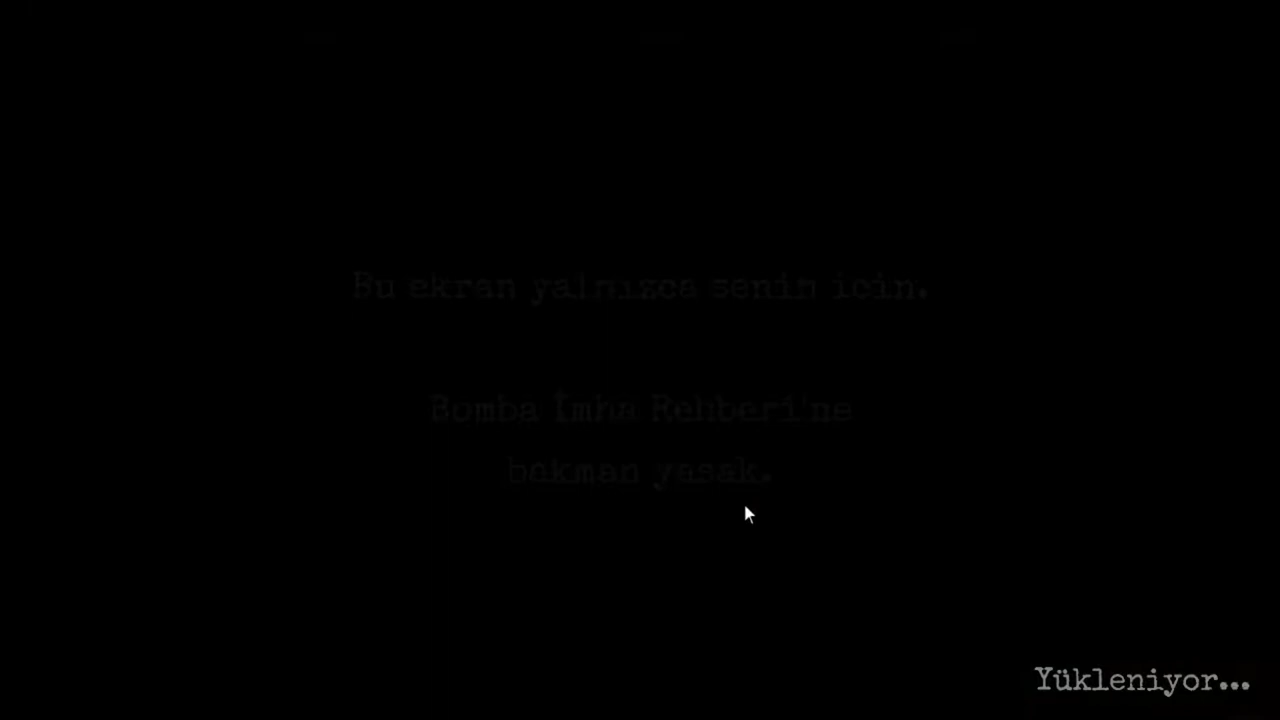 Bu ekran yalnızca senin için.
Bomba İmha Rehberi'ne
bakman yasak.
Yükleniyor...